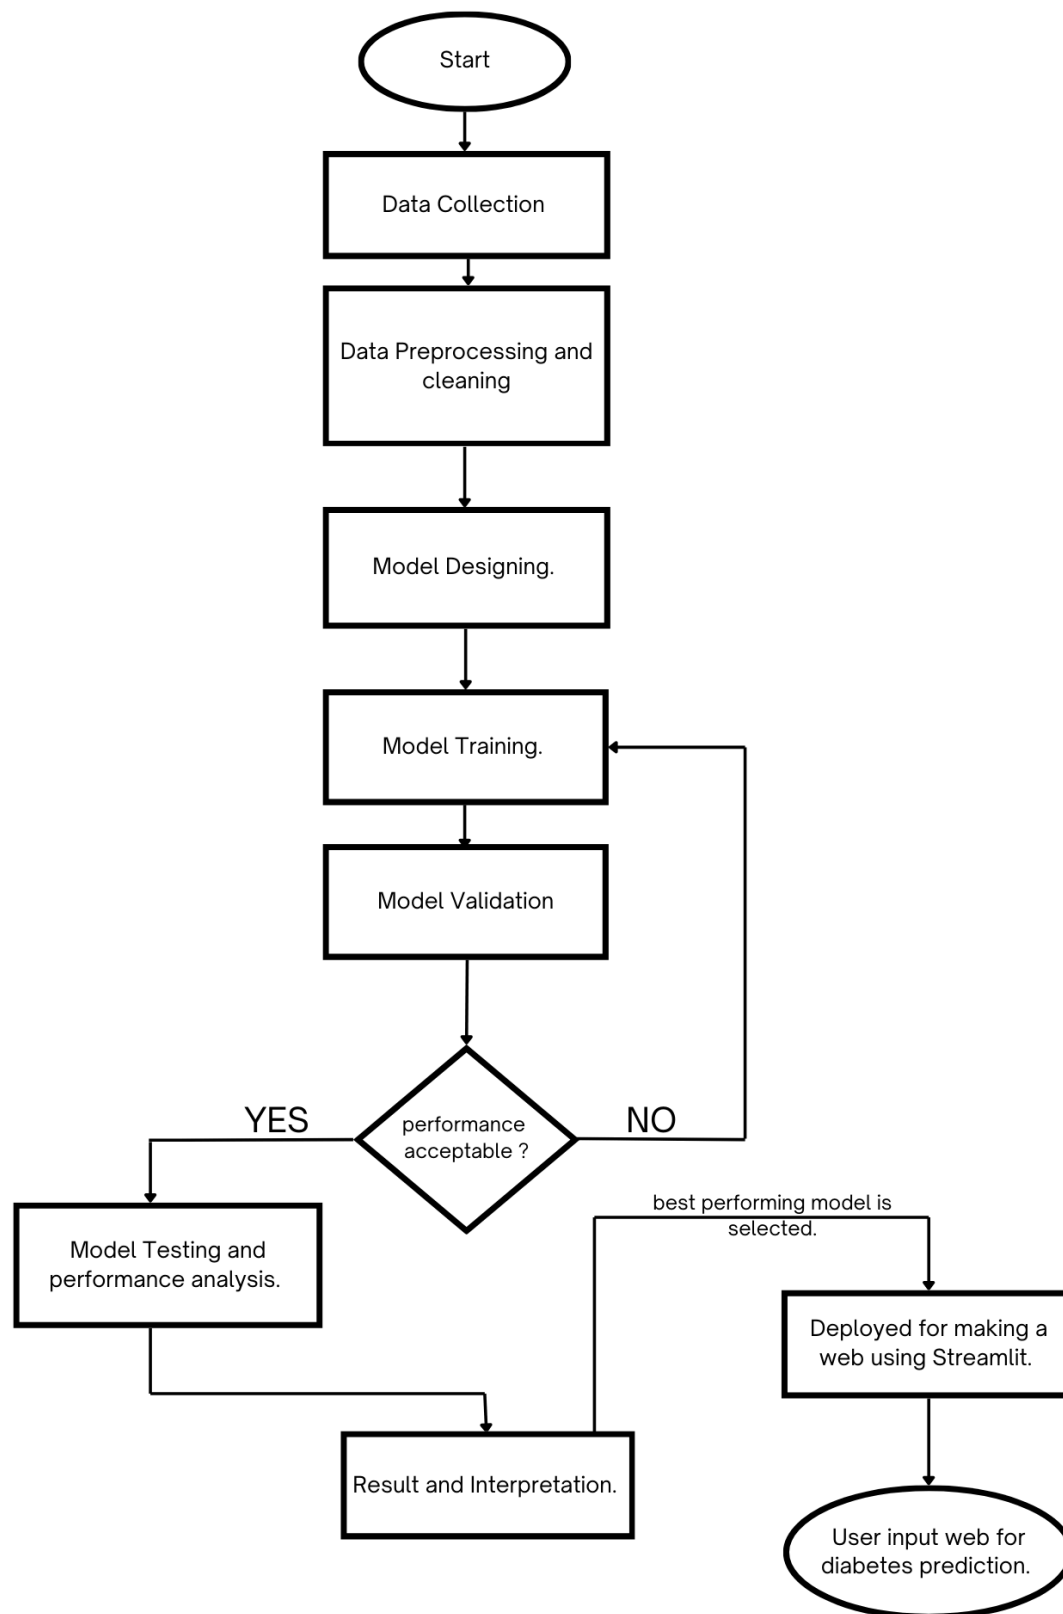 Start
Data Collection
Data Preprocessing and
cleaning
Model Designing.
Model Training.
Model Validation
performance
acceptable ?
YES
NO
Model Testing and
performance analysis.
Result and Interpretation.
best performing model is
selected.
Deployed for making a
web using Streamlit.
User input web for
diabetes prediction.